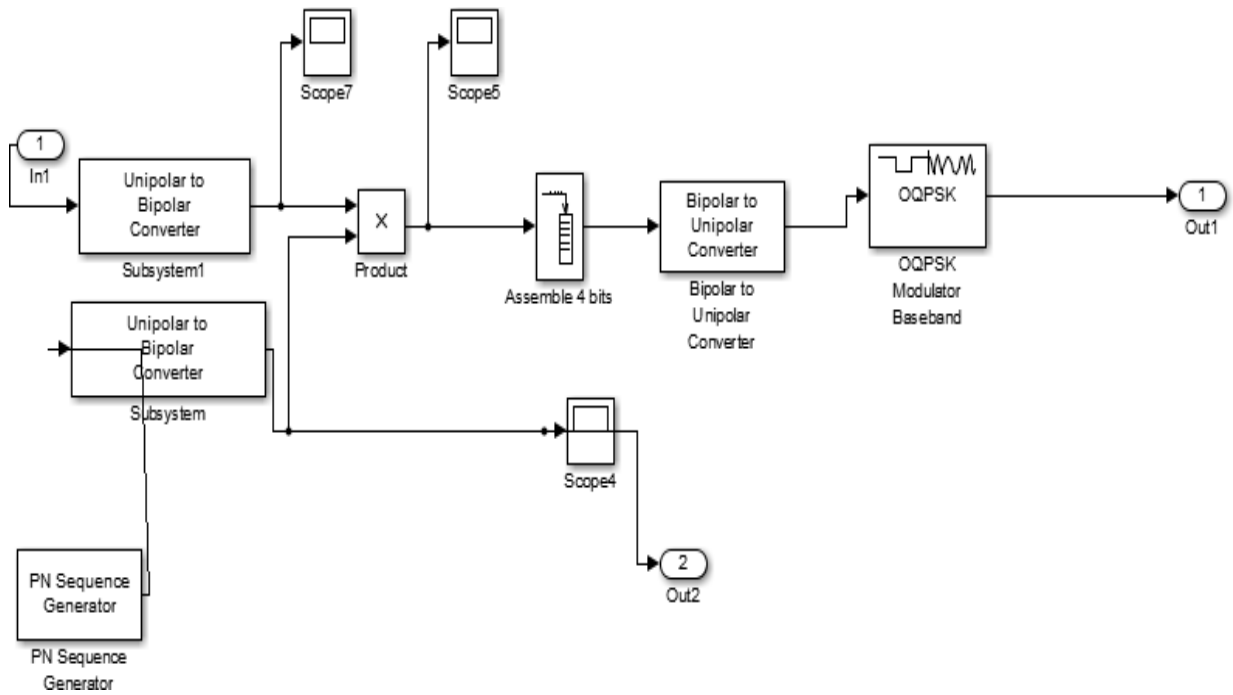 Scope7
Scope5
1
In1
Unipolar to
Bipolar
Converter
Subsystem1
X
Product
Assemble 4 bits
Bipolar to
Unipolar
Converter
Bipolar to
Unipolar
Converter
OQPSK
OQPSK
Modulator
Baseband
1
Out1
Unipolar to
Bipolar
Converter
Subsystem
Scope4
2
Out2
PN Sequence
Generator
PN Sequence
Generator